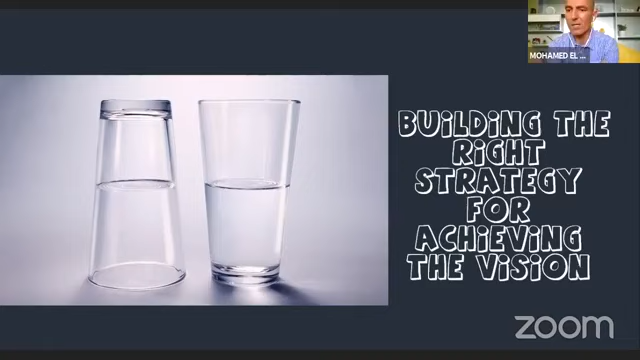 MOHAMED EL ...
BUILDING THE
RIGHT
STRATEGY
FOR
ACHIEVING
THE VISION
zoom